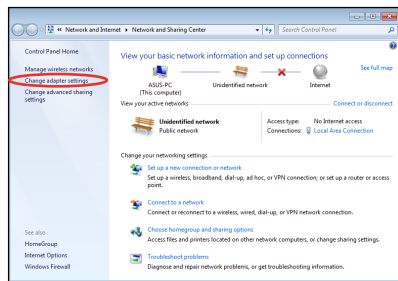 « Network and Internet ▸ Network and Sharing Center
Search Control Panel
Control Panel Home
Manage wireless networks
Change adapter settings
Change advanced sharing
settings
See also
HomeGroup
Internet Options
Windows Firewall
View your basic network information and set up connections
See full map
ASUS-PC
(This computer)
Unidentified network
Internet
View your active networks
Connect or disconnect
Unidentified network
Public network
Access type: No Internet access
Connections: Local Area Connection
Change your networking settings
Set up a new connection or network
Set up a wireless, broadband, dial-up, ad hoc, or VPN connection; or set up a router or access
point.
Connect to a network
Connect or reconnect to a wireless, wired, dial-up, or VPN network connection.
Choose homegroup and sharing options
Access files and printers located on other network computers, or change sharing settings.
Troubleshoot problems
Diagnose and repair network problems, or get troubleshooting information.